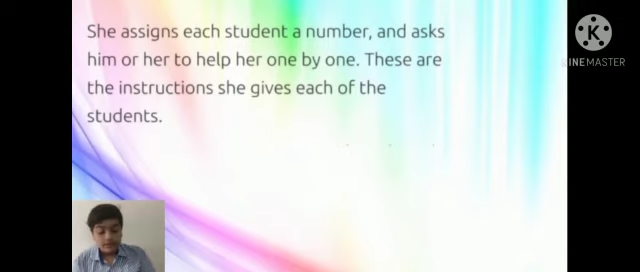 She assigns each student a number, and asks
him or her to help her one by one. These are
the instructions she gives each of the
students.
K
KINEMASTER